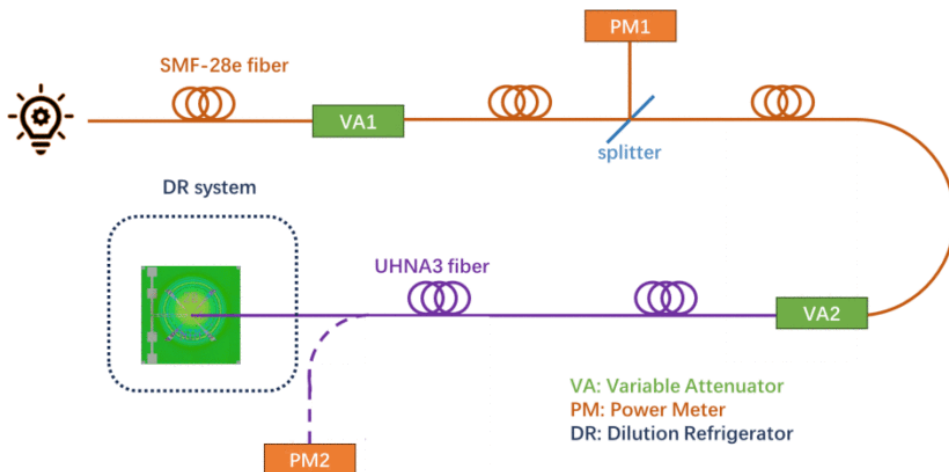 PM1
SMF-28e fiber
VA1
splitter
DR system
UHNA3 fiber
VA2
VA: Variable Attenuator
PM: Power Meter
DR: Dilution Refrigerator
PM2